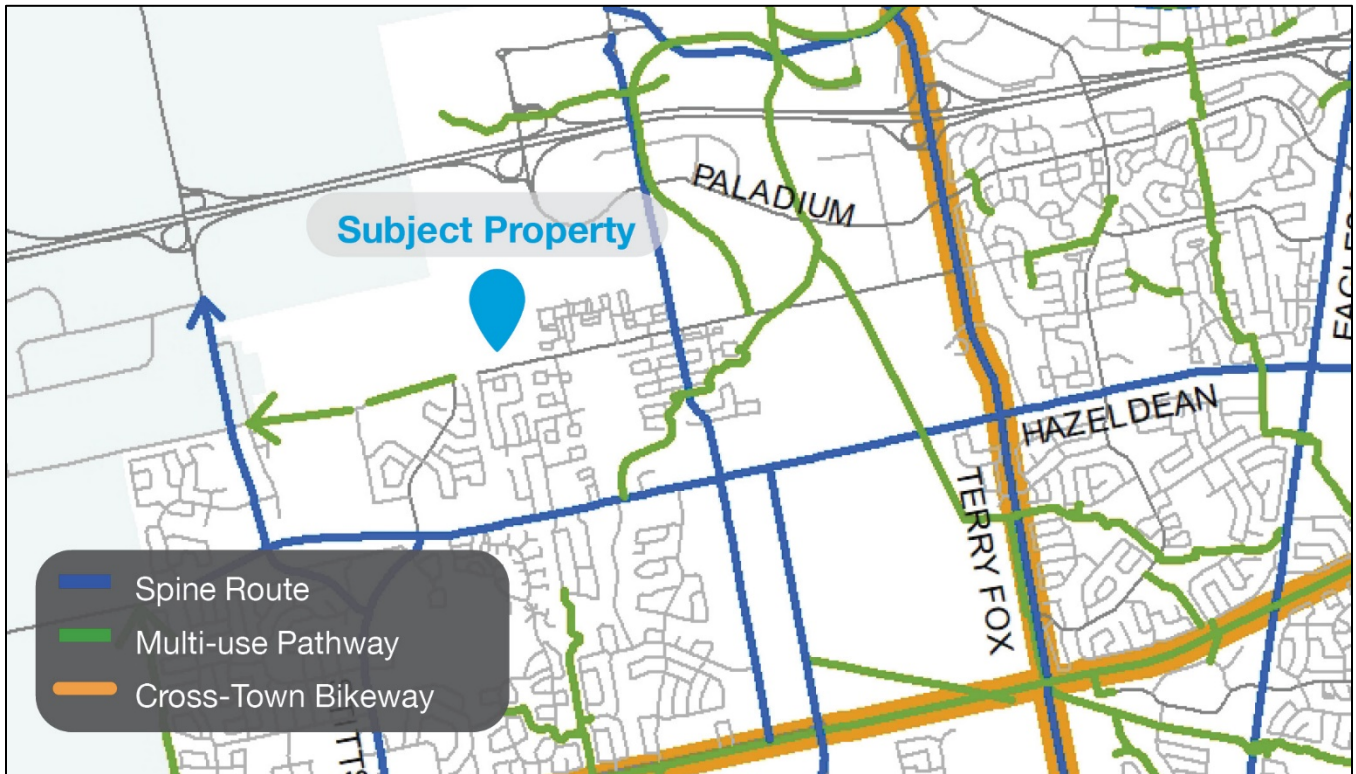 PALADIUM
Subject Property
HAZELDEAN
TERRY FOX
Spine Route
Multi-use Pathway
Cross-Town Bikeway